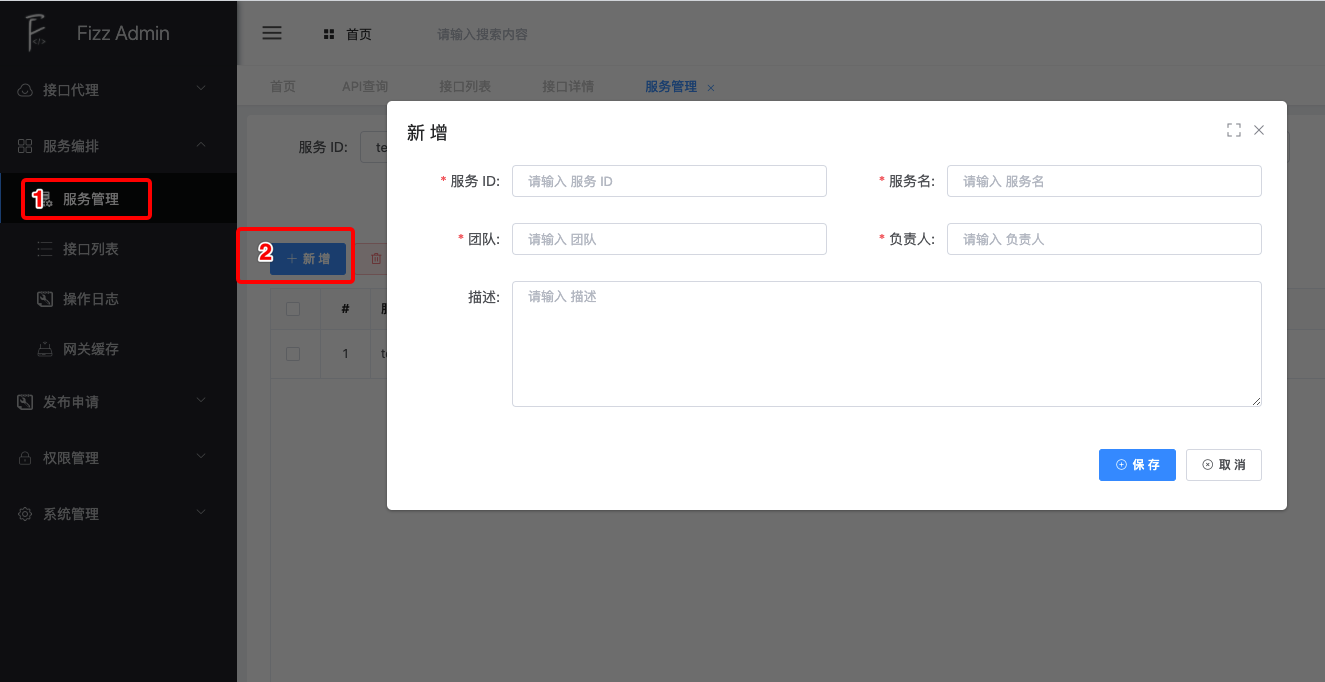 Fizz Admin
首页
请输入搜索内容
首页
API查询
接口列表
接口详情
服务管理
接口代理
服务编排
1 服务管理
接口列表
操作日志
网关缓存
发布申请
权限管理
系统管理
服务 ID:
te
2 新 增
#
1
新 增
* 服务 ID: 请输入 服务 ID
* 服务名: 请输入 服务名
* 团队: 请输入 团队
* 负责人: 请输入 负责人
描述: 请输入 描述
保 存
取 消